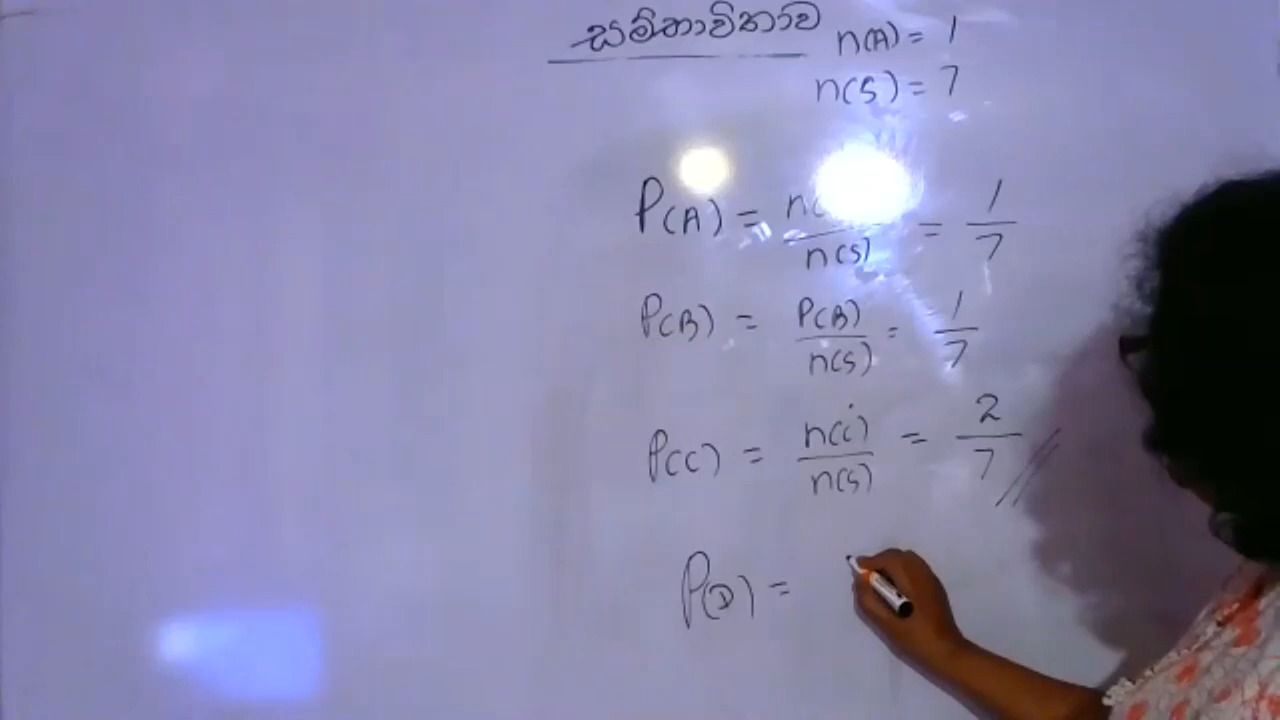 සම්භාවිතාව
n(A) = 1
n(S) = 7
P(A) = n( / n(S) = 1/7
P(B) = P(B)/n(S) = 1/7
P(C) = n(C)/n(S) = 2/7 //
P(D) =